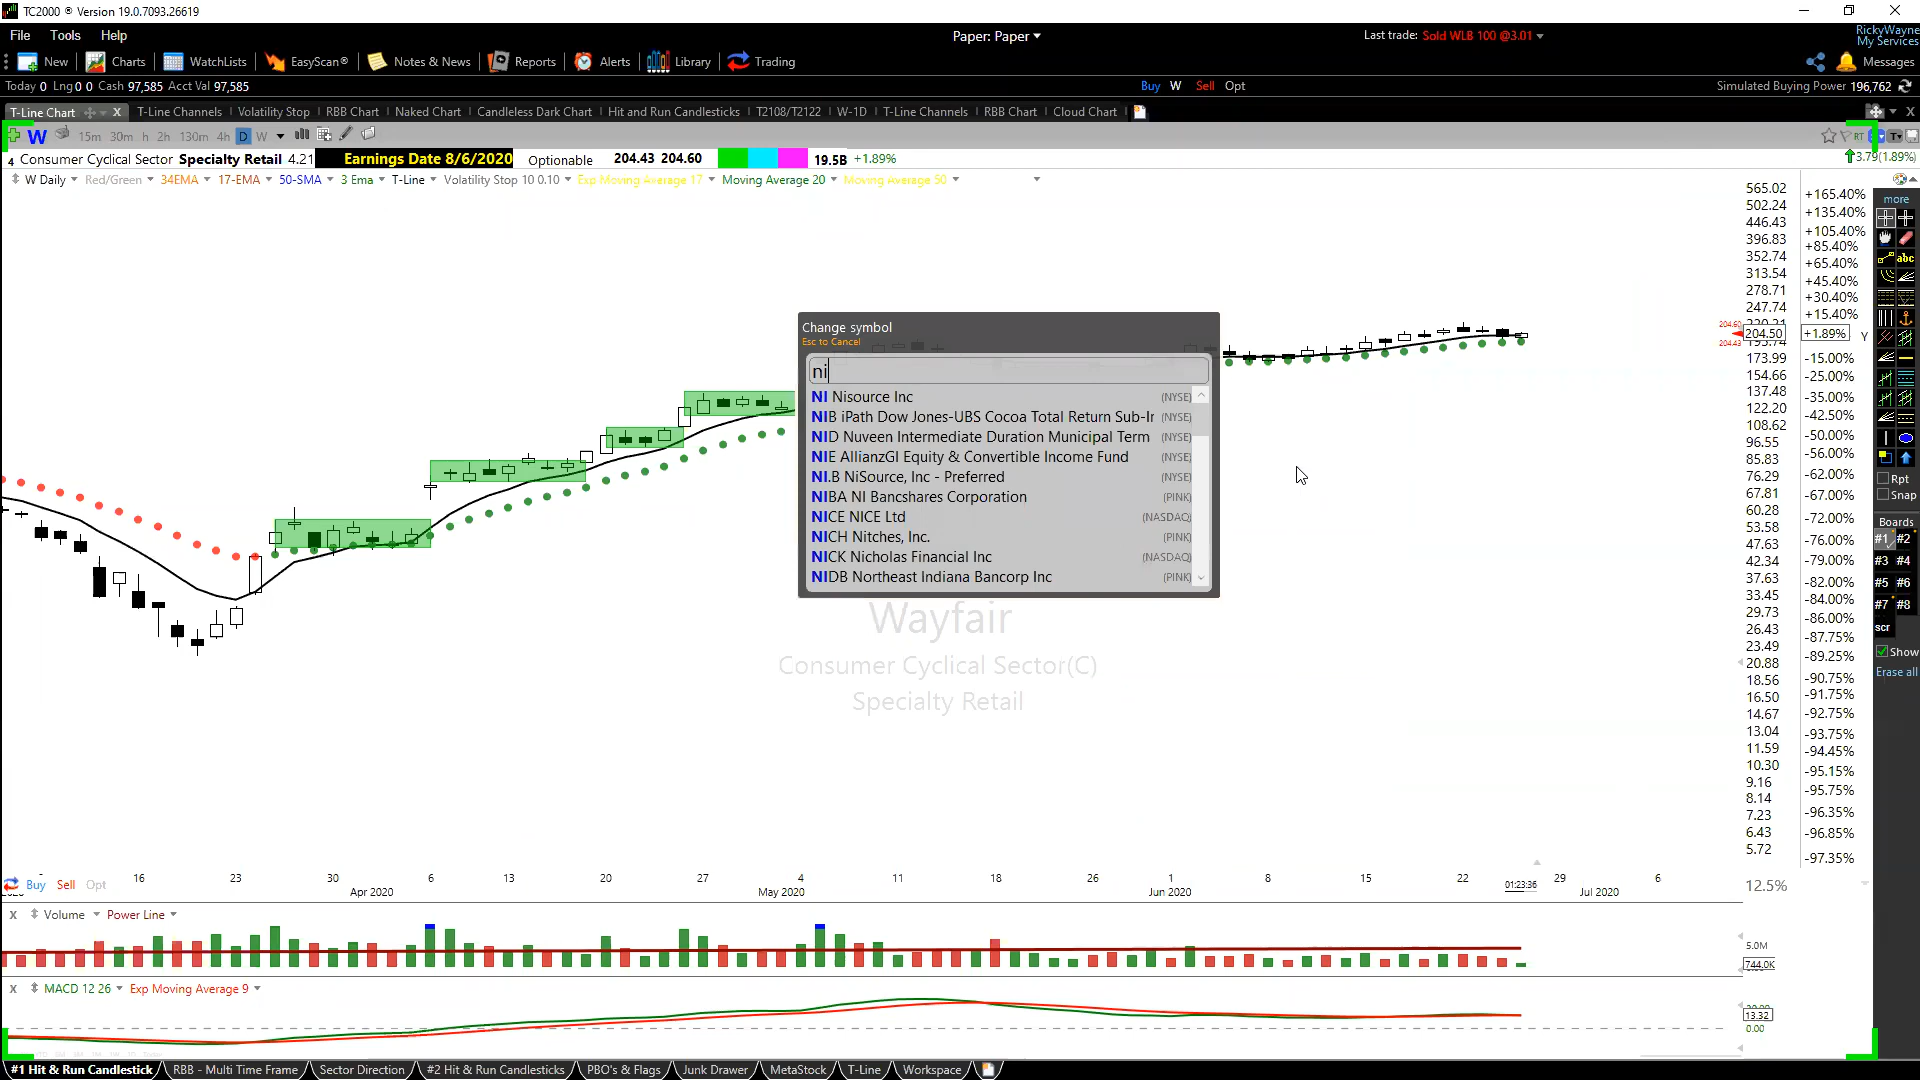 TC2000 ® Version 19.0.7093.26619
File Tools Help Paper: Paper Last trade: Sold WLB 100 @3.01 RickyWayne
My Services
New Charts WatchLists EasyScan® Notes & News Reports Alerts Library Trading Messages
Today 0 Lng 0 0 Cash 97,585 Acct Val 97,585 Buy W Sell Opt Simulated Buying Power 196,762
T-Line Chart X T-Line Channels Volatility Stop RBB Chart Naked Chart Candleless Dark Chart Hit and Run Candlesticks T2108/T2122 W-1D T-Line Channels RBB Chart Cloud Chart X
W 15m 30m h 2h 130m 4h D W RT T
4 Consumer Cyclical Sector Specialty Retail 4.21 Earnings Date 8/6/2020 Optionable 204.43 204.60 19.5B +1.89% 3.79(1.89%)
W Daily Red/Green 34EMA 17-EMA 50-SMA 3 Ema T-Line Volatility Stop 10 0.10 Exp Moving Average 17 Moving Average 20 Moving Average 50
565.02 +165.40% more
502.24 +135.40%
446.43 +105.40%
396.83 +85.40%
352.74 +65.40% abc
313.54 +45.40%
278.71 +30.40%
247.74 +15.40%
204.60 204.50 +1.89% Y
204.43
173.99 -15.00%
154.66 -25.00%
137.48 -35.00%
122.20 -42.50%
108.62 -50.00%
96.55 -56.00%
85.83 -62.00%
76.29 -67.00% Rpt
67.81 -72.00% Snap
60.28 -76.00% Boards
53.58 -79.00% #1 #2
47.63 -82.00% #3 #4
42.34 -84.00% #5 #6
37.63 -86.00% #7 #8
33.45 -87.75% scr
29.73 -89.25% Show
26.43 -90.75% Erase all
23.49 -91.75%
20.88 -92.75%
18.56 -93.75%
16.50 -94.45%
14.67 -95.15%
13.04 -95.75%
11.59 -96.35%
10.30 -96.85%
9.16 -97.35%
8.14
7.23
6.43
5.72
Change symbol
Esc to Cancel
ni
NI Nisource Inc (NYSE)
NIB iPath Dow Jones-UBS Cocoa Total Return Sub-In (NYSE)
NID Nuveen Intermediate Duration Municipal Term (NYSE)
NIE AllianzGI Equity & Convertible Income Fund (NYSE)
NI.B NiSource, Inc - Preferred (NYSE)
NIBA NI Bancshares Corporation (PINK)
NICE NICE Ltd (NASDAQ)
NICH Nitches, Inc. (PINK)
NICK Nicholas Financial Inc (NASDAQ)
NIDB Northeast Indiana Bancorp Inc (PINK)
Wayfair
Consumer Cyclical Sector(C)
Specialty Retail
16 23 30 6 13 20 27 4 11 18 26 1 8 15 22 01:23:36 29 6 12.5%
Buy Sell Opt
Apr 2020 May 2020 Jun 2020 Jul 2020
X Volume Power Line
5.0M
744.0K
X MACD 12 26 Exp Moving Average 9
13.32
0.00
#1 Hit & Run Candlestick RBB - Multi Time Frame Sector Direction #2 Hit & Run Candlesticks PBO's & Flags Junk Drawer MetaStock T-Line Workspace